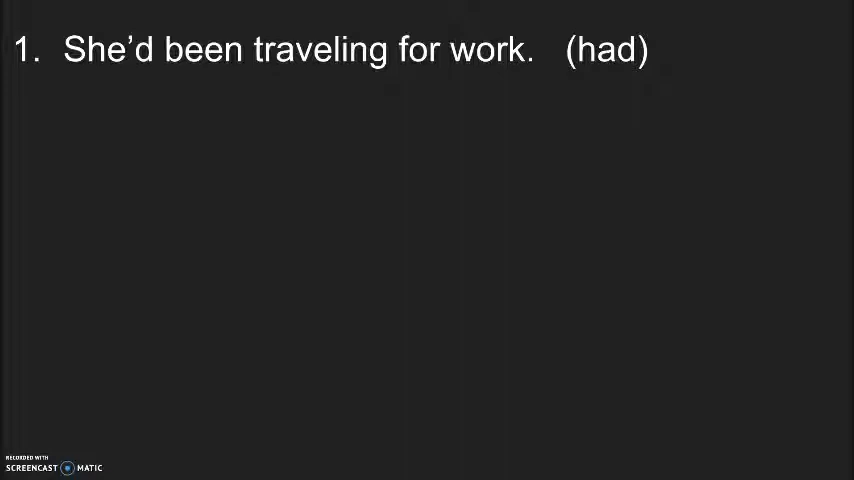 1. She’d been traveling for work. (had)
RECORDED WITH
SCREENCAST MATIC